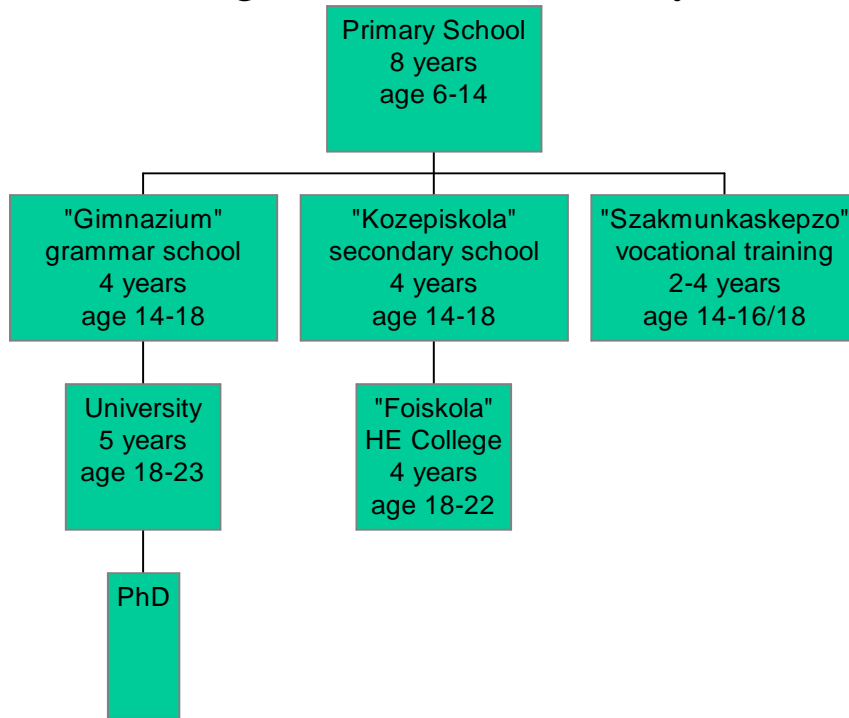 Primary School
8 years
age 6-14
"Gimnazium"
grammar school
4 years
age 14-18
"Kozepiskola"
secondary school
4 years
age 14-18
"Szakmunkaskepzo"
vocational training
2-4 years
age 14-16/18
University
5 years
age 18-23
"Foiskola"
HE College
4 years
age 18-22
PhD